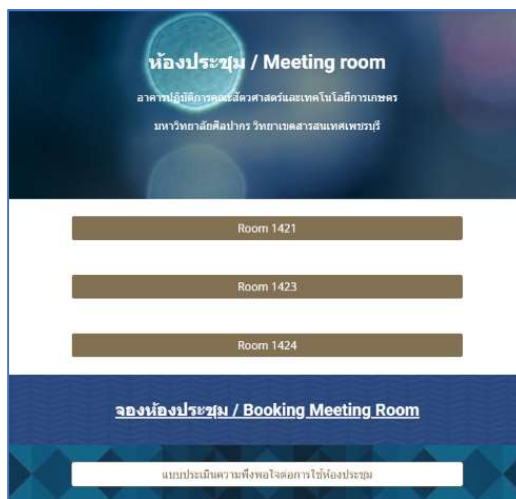 ห้องประชุม / Meeting room
อาคารปฏิบัติการคณะสัตวศาสตร์และเทคโนโลยีการเกษตร
มหาวิทยาลัยศิลปากร วิทยาเขตสารสนเทศเพชรบุรี
Room 1421
Room 1423
Room 1424
จองห้องประชุม / Booking Meeting Room
แบบประเมินความพึงพอใจต่อการใช้ห้องประชุม